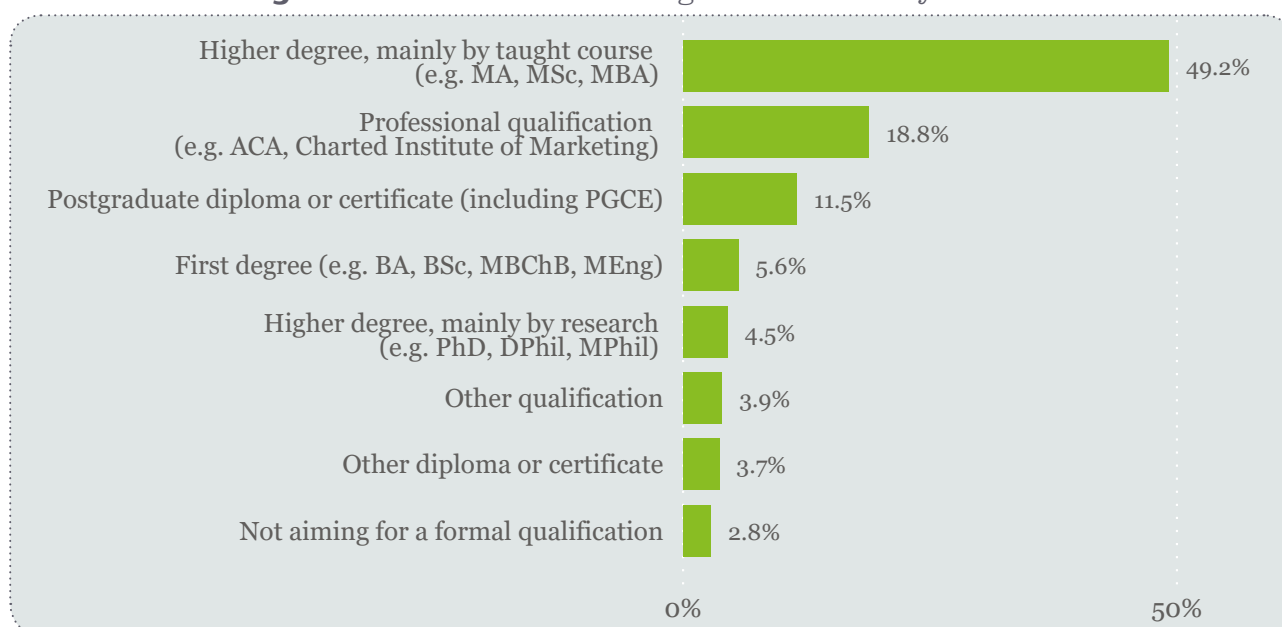 Higher degree, mainly by taught course
(e.g. MA, MSc, MBA)
49.2%
Professional qualification
(e.g. ACA, Charted Institute of Marketing)
18.8%
Postgraduate diploma or certificate (including PGCE)
11.5%
First degree (e.g. BA, BSc, MBChB, MEng)
5.6%
Higher degree, mainly by research
(e.g. PhD, DPhil, MPhil)
4.5%
Other qualification
3.9%
Other diploma or certificate
3.7%
Not aiming for a formal qualification
2.8%
0% 50%